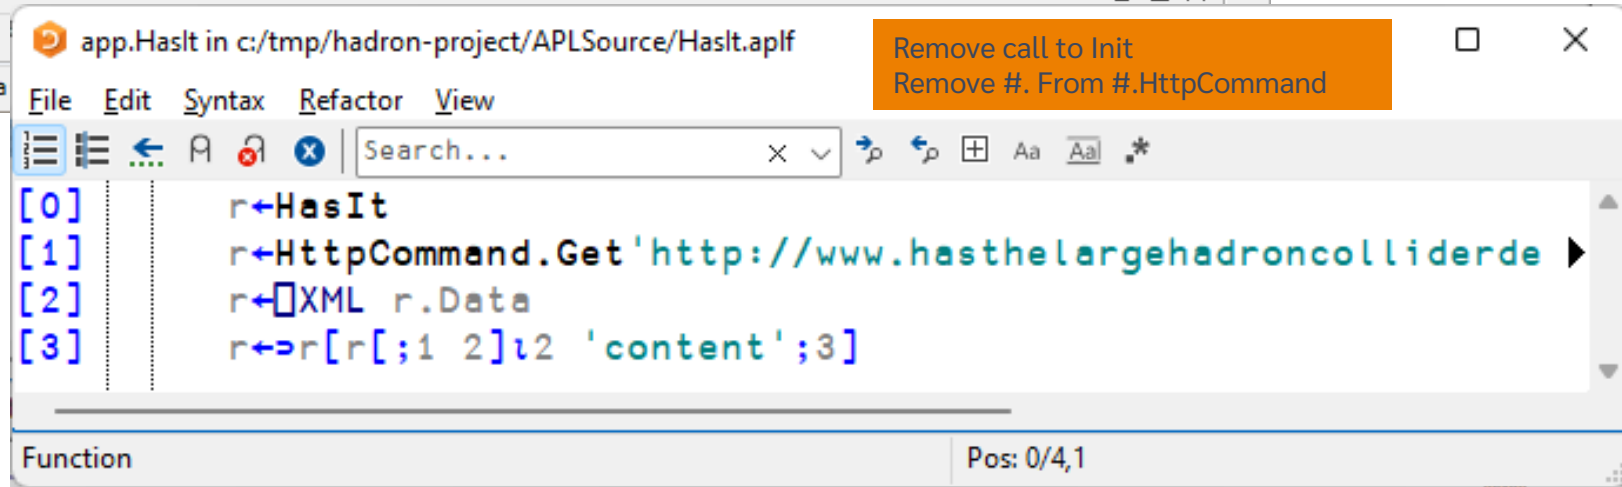 app.HasIt in c:/tmp/hadron-project/APLSource/HasIt.aplf
Remove call to Init
Remove #. From #.HttpCommand
File Edit Syntax Refactor View
Search... Aa Aa .*
[0] r←HasIt
[1] r←HttpCommand.Get'http://www.hasthelargehadroncolliderde
[2] r←⎕XML r.Data
[3] r←⊃r[r[;1 2]⍳2 'content';3]
Function Pos: 0/4,1